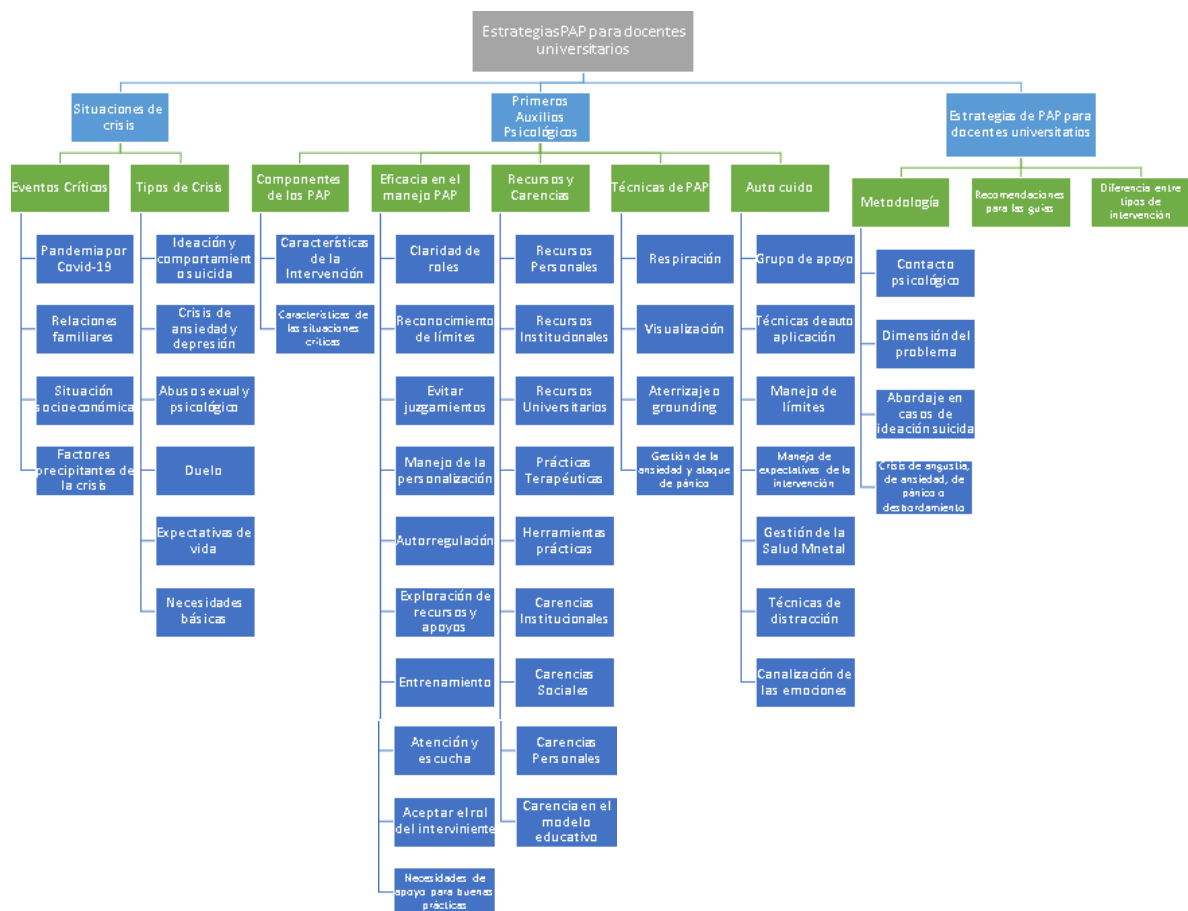 Estrategias PAP para docentes
universitarios
Situaciones de
crisis
Primeros
Auxilios
Psicológicos
Estrategias de PAP para
docentes universitatios
Eventos Críticos
Tipos de Crisis
Componentes
de los PAP
Eficacia en el
manejo PAP
Recursos y
Carencias
Técnicas de PAP
Auto cuido
Metodología
Recomendaciones
para las guías
Diferencia entre
tipos de
intervención
Pandemia por
Covid-19
Relaciones
familiares
Situación
socioeconómica
Factores
precipitantes de
la crisis
Ideación y
comportamient
o suicida
Crisis de
ansiedad y
depresión
Abuso sexual y
psicológico
Duelo
Expectativas de
vida
Necesidades
básicas
Características
de la
Intervención
Características de
las situaciones
críticas
Claridad de
roles
Reconocimiento
de límites
Evitar
juzgamientos
Manejo de la
personalización
Autorregulación
Exploración de
recursos y
apoyos
Entrenamiento
Atención y
escucha
Aceptar el rol
del interviniente
Necesidades de
apoyo para buenas
prácticas
Recursos
Personales
Recursos
Institucionales
Recursos
Universitarios
Prácticas
Terapéuticas
Herramientas
prácticas
Carencias
Institucionales
Carencias
Sociales
Carencias
Personales
Carencia en el
modelo
educativo
Respiración
Visualización
Aterrizaje o
grounding
Gestión de la
ansiedad y ataque
de pánico
Grupo de apoyo
Técnicas de auto
aplicación
Manejo de
límites
Manejo de
expectativas de la
intervención
Gestión de la
Salud Mnetal
Técnicas de
distracción
Canalización de
las emociones
Contacto
psicológico
Dimensión del
problema
Abordaje en
casos de
ideación suicida
Crisis de angustia,
de ansiedad, de
pánico o
desbordamiento